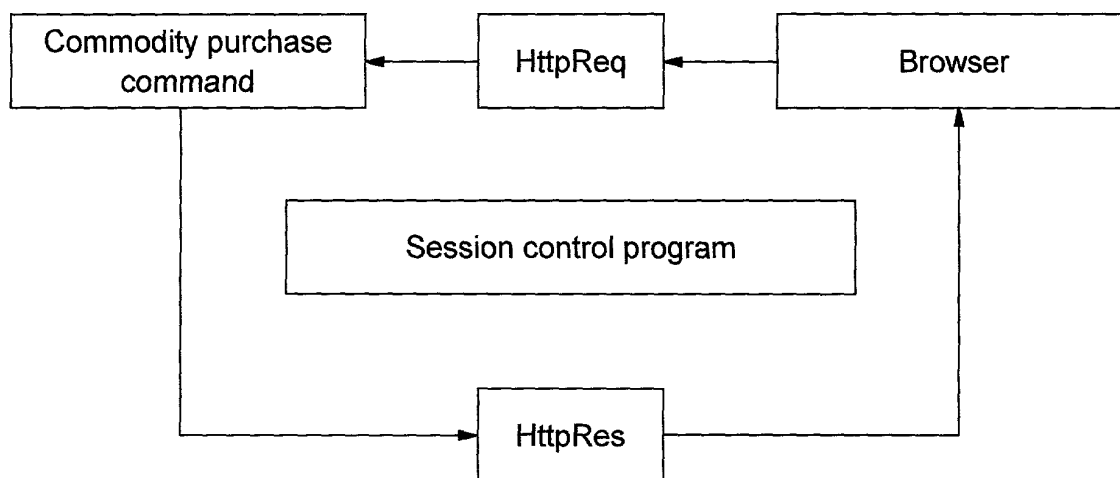 Commodity purchase
command
HttpReq
Browser
Session control program
HttpRes